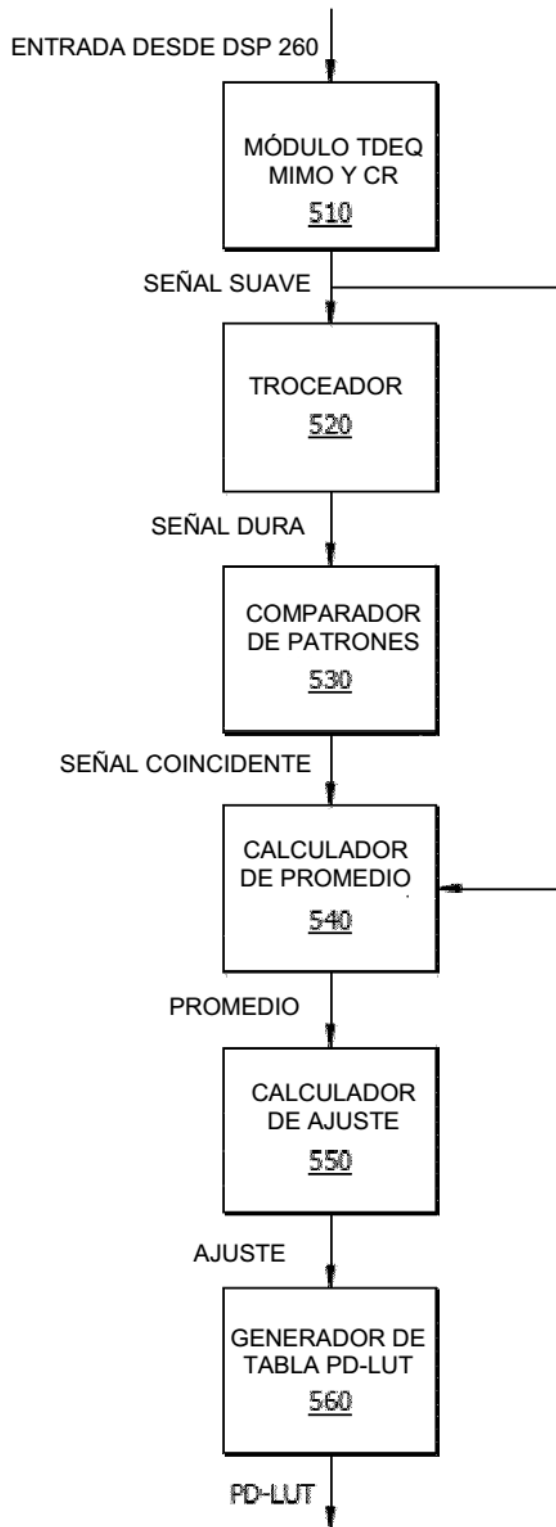 ENTRADA DESDE DSP 260
MÓDULO TDEQ
MIMO Y CR
510
SEÑAL SUAVE
TROCEADOR
520
SEÑAL DURA
COMPARADOR
DE PATRONES
530
SEÑAL COINCIDENTE
CALCULADOR
DE PROMEDIO
540
PROMEDIO
CALCULADOR
DE AJUSTE
550
AJUSTE
GENERADOR DE
TABLA PD-LUT
560
PD-LUT